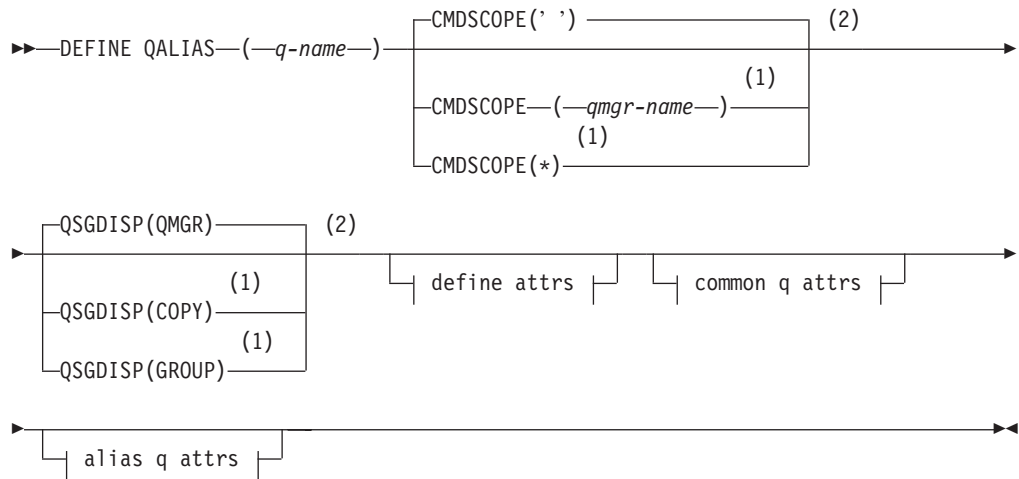 CMDSCOPE(' ') (2)
DEFINE QALIAS ( q-name )
(1)
CMDSCOPE ( qmgr-name )
(1)
CMDSCOPE(*)
QSGDISP(QMGR) (2)
define attrs common q attrs
(1)
QSGDISP(COPY)
(1)
QSGDISP(GROUP)
alias q attrs